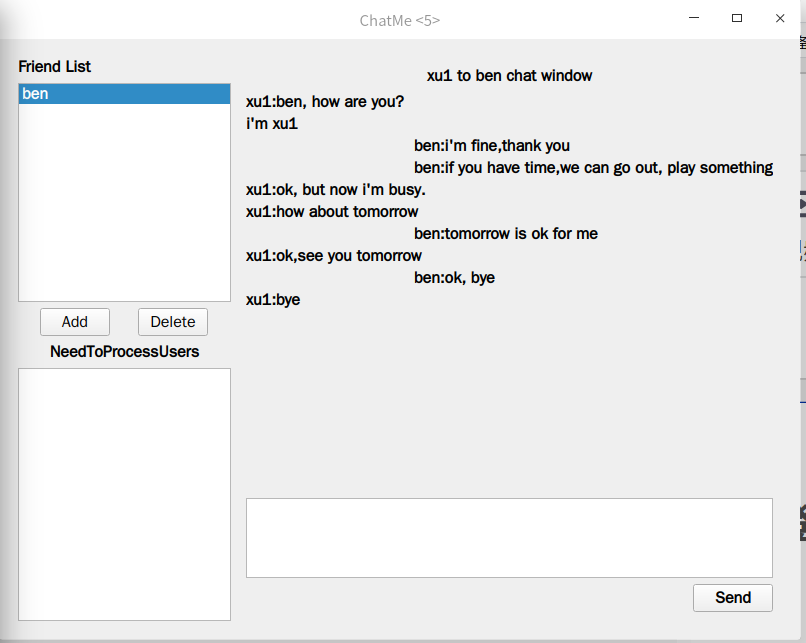 ChatMe <5>
Friend List
ben
Add
Delete
NeedToProcessUsers
xu1 to ben chat window
xu1:ben, how are you?
i'm xu1
ben:i'm fine,thank you
ben:if you have time,we can go out, play something
xu1:ok, but now i'm busy.
xu1:how about tomorrow
ben:tomorrow is ok for me
xu1:ok,see you tomorrow
ben:ok, bye
xu1:bye
Send